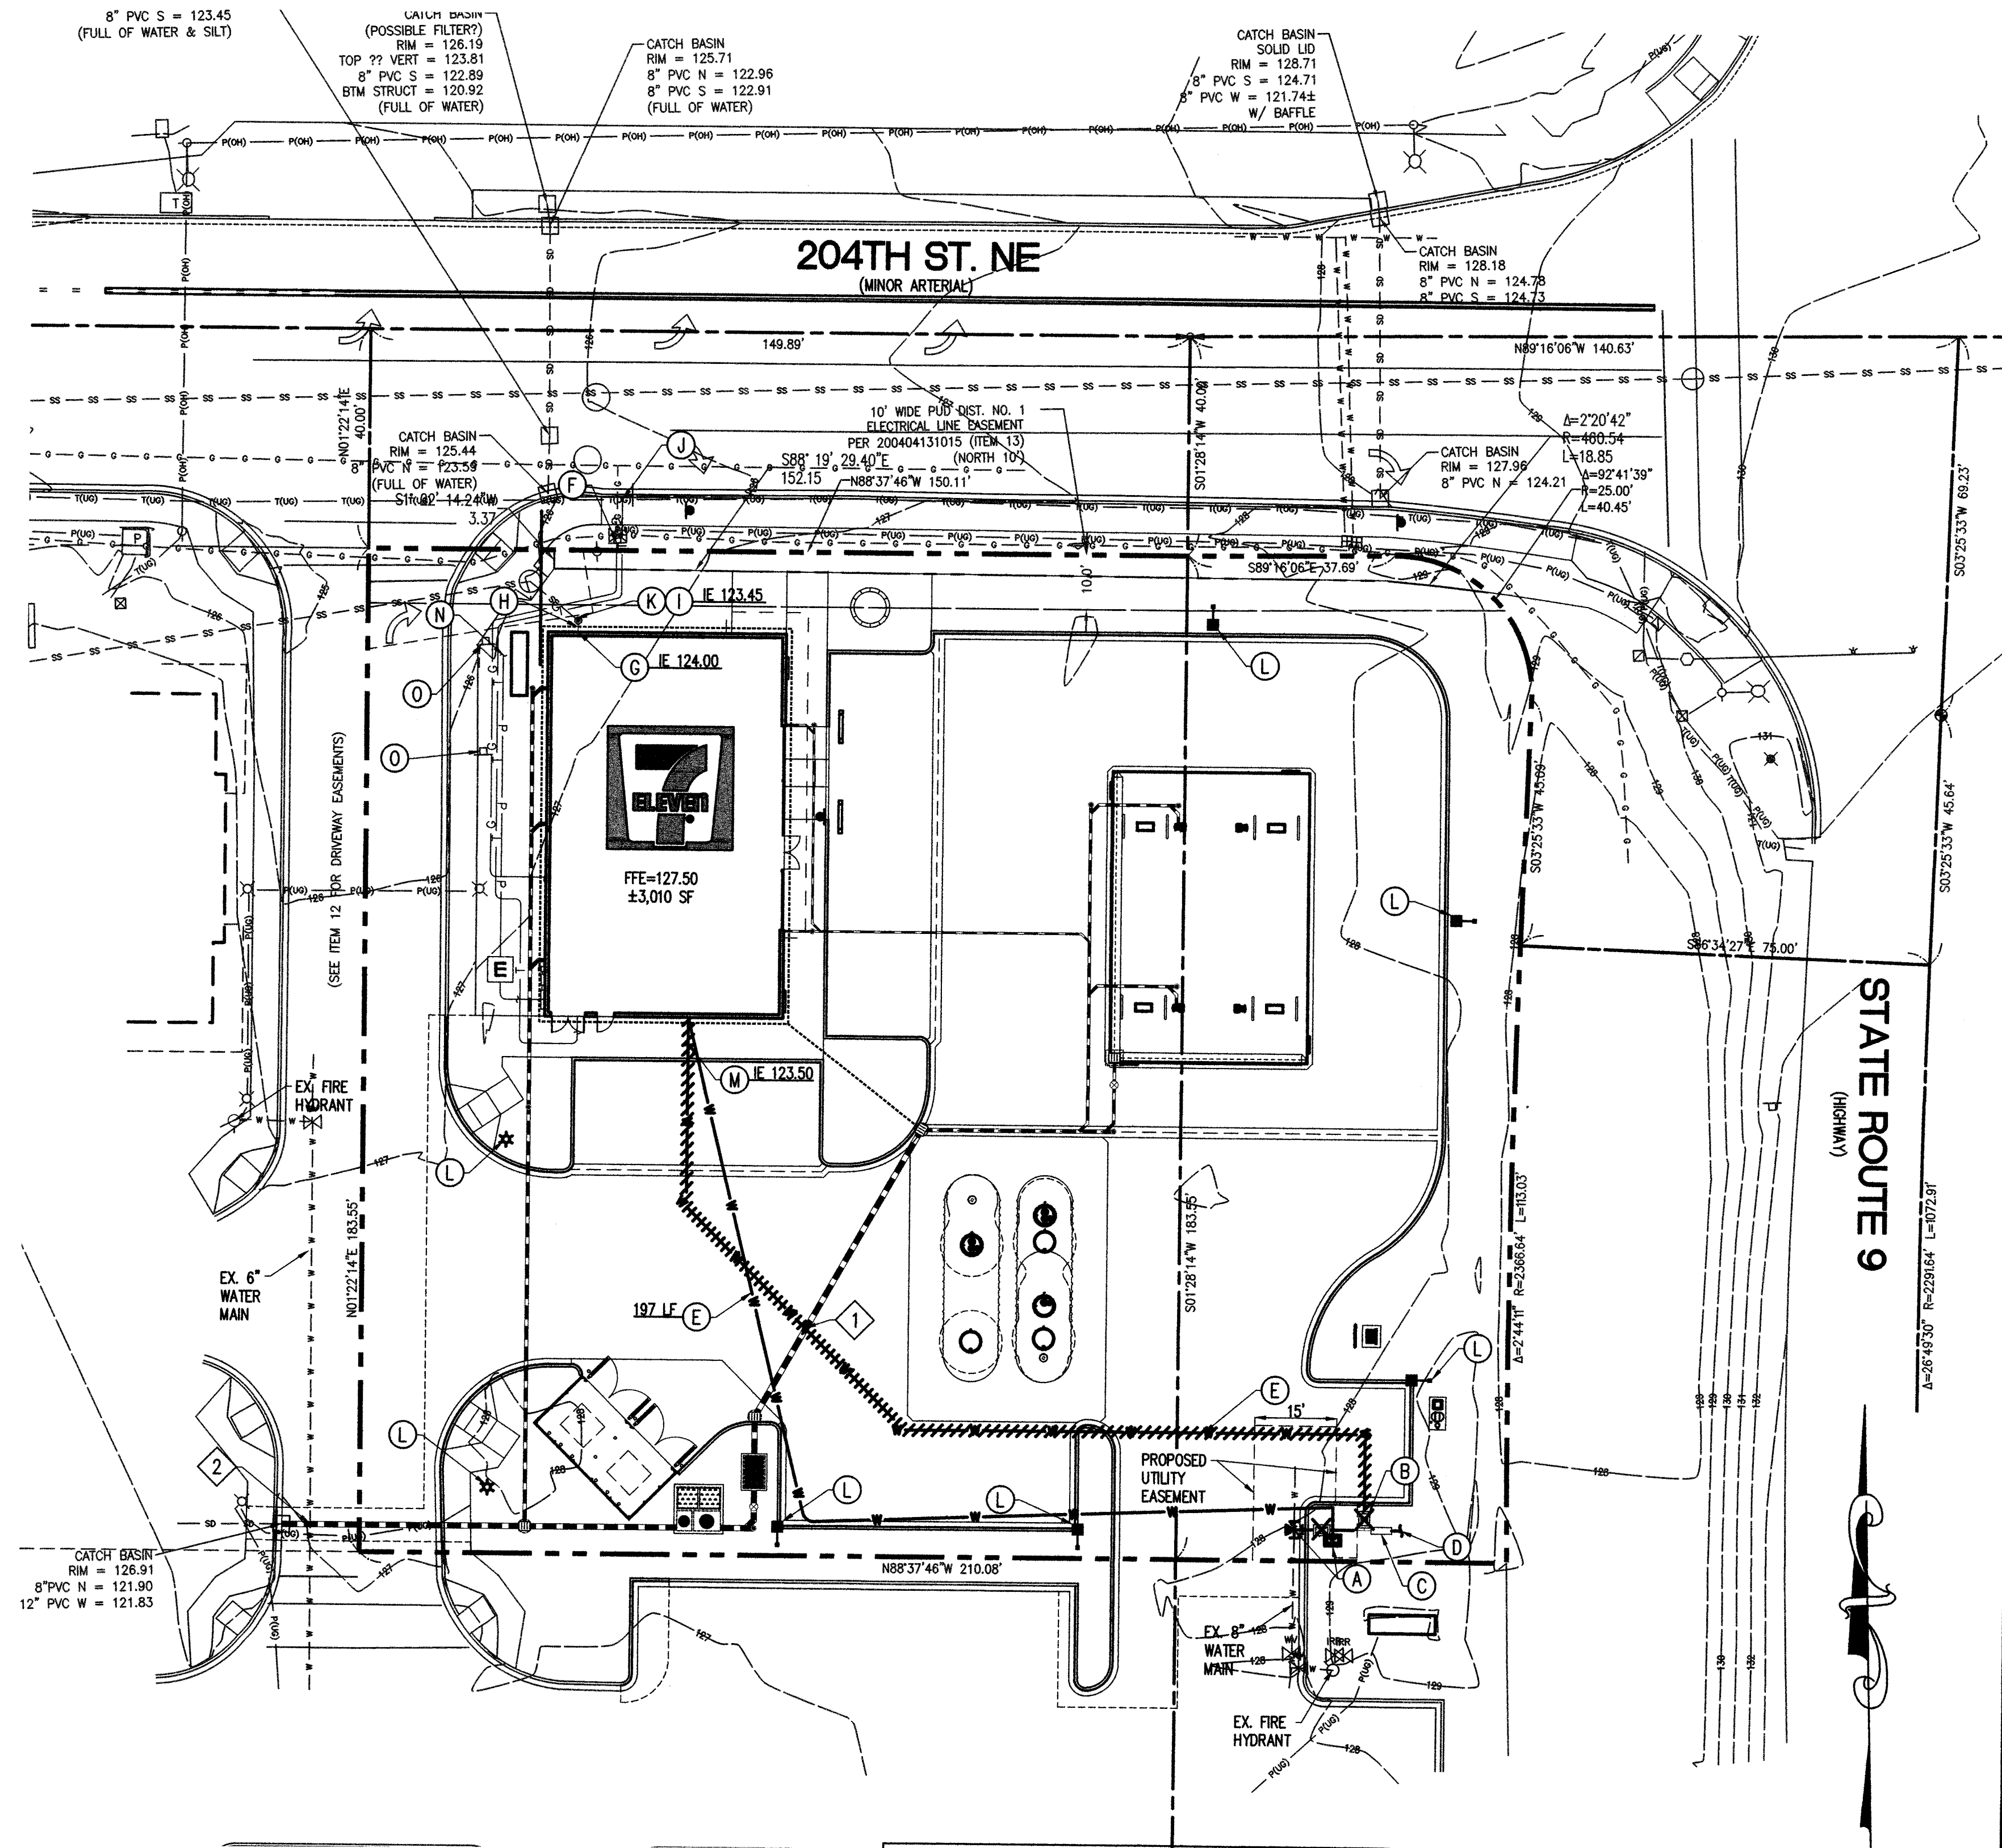 8" PVC S = 123.45
(FULL OF WATER & SILT)
CATCH BASIN
(POSSIBLE FILTER?)
RIM = 126.19
TOP ?? VERT = 123.81
8" PVC S = 122.89
BTM STRUCT = 120.92
(FULL OF WATER)
CATCH BASIN
RIM = 125.71
8" PVC N = 122.96
8" PVC S = 122.91
(FULL OF WATER)
CATCH BASIN
SOLID LID
RIM = 128.71
8" PVC S = 124.71
8" PVC W = 121.74±
W/ BAFFLE
204TH ST. NE
(MINOR ARTERIAL)
CATCH BASIN
RIM = 128.18
8" PVC N = 124.78
8" PVC S = 124.73
149.89'
N89°16'06"W 140.63'
N01°22'14"E
40.00'
S01°28'14"W 40.00'
10' WIDE PUD DIST. NO. 1
ELECTRICAL LINE EASEMENT
PER 200404131015 (ITEM 13)
(NORTH 10')
CATCH BASIN
RIM = 125.44
8" PVC N = 123.59
(FULL OF WATER)
3.37
S88° 19' 29.40"E
152.15
N88°37'46"W 150.11'
CATCH BASIN
RIM = 127.96
8" PVC N = 124.21
Δ=2°20'42"
R=460.54
L=18.85
Δ=92°41'39"
R=25.00'
L=40.45'
S03°25'33"W 69.23'
J
F
S89°16'06"E 37.69'
10.0'
N
H
K
I
IE 123.45
G
IE 124.00
L
O
O
7
ELEVEN
FFE=127.50
±3,010 SF
(SEE ITEM 12 FOR DRIVEWAY EASEMENTS)
S03°25'33"W 45.69'
S03°25'33"W 45.64'
L
S86°34'27"E 75.00'
E
STATE ROUTE 9
(HIGHWAY)
EX. FIRE
HYDRANT
M
IE 123.50
L
EX. 6"
WATER
MAIN
N01°22'14"E 183.55'
S01°28'14"W 183.55'
Δ=2°44'11" R=2366.64' L=113.03'
Δ=26°49'30" R=2291.64' L=1072.91'
197 LF
E
1
L
E
15'
L
2
PROPOSED
UTILITY
EASEMENT
B
L
L
D
A
C
CATCH BASIN
RIM = 126.91
8"PVC N = 121.90
12" PVC W = 121.83
N88°37'46"W 210.08'
EX. 8"
WATER
MAIN
EX. FIRE
HYDRANT